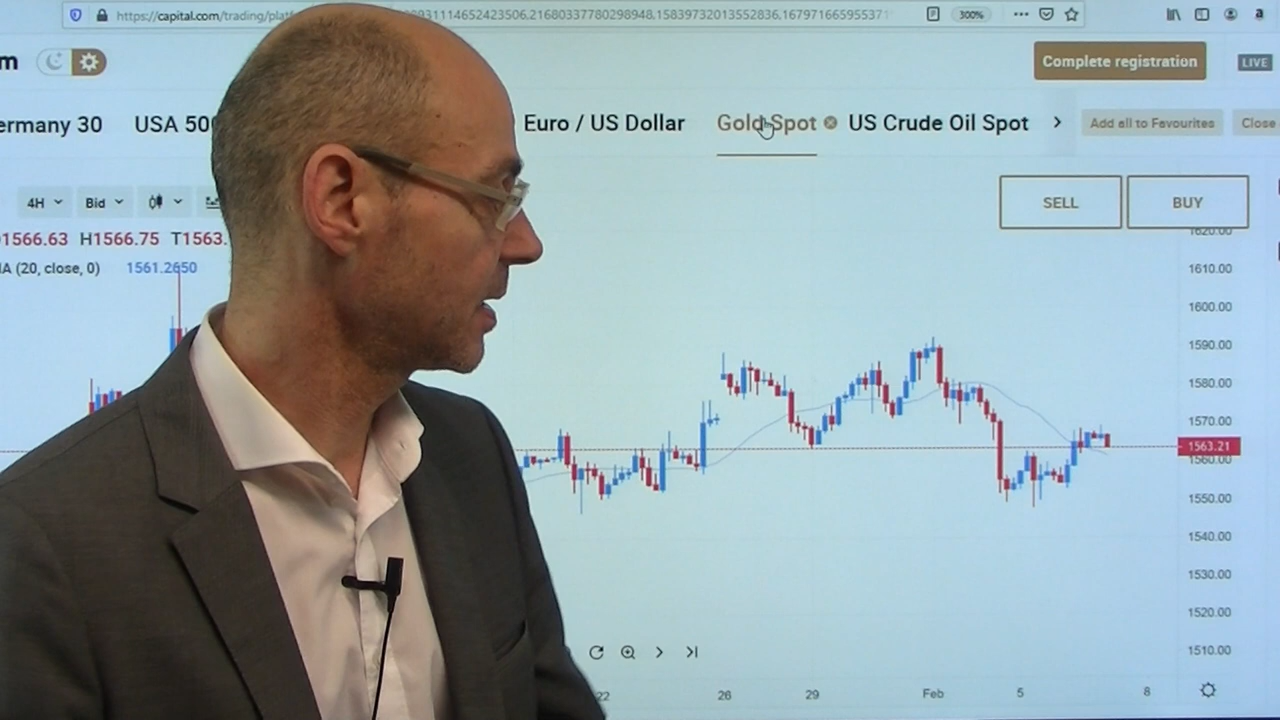 https://capital.com/trading/platf
300%
m
Complete registration
LIVE
ermany 30 USA 500 Euro / US Dollar Gold Spot US Crude Oil Spot
Add all to Favourites
Close
4H Bid
SELL
BUY
1566.63 H1566.75 T1563.
1620.00
A (20, close, 0) 1561.2650
1610.00
1600.00
1590.00
1580.00
1570.00
1563.21
1560.00
1550.00
1540.00
1530.00
1520.00
1510.00
22 26 29 Feb 5 8